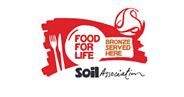 FOOD
FOR
LIFE
BRONZE
SERVED
HERE
Soil Association